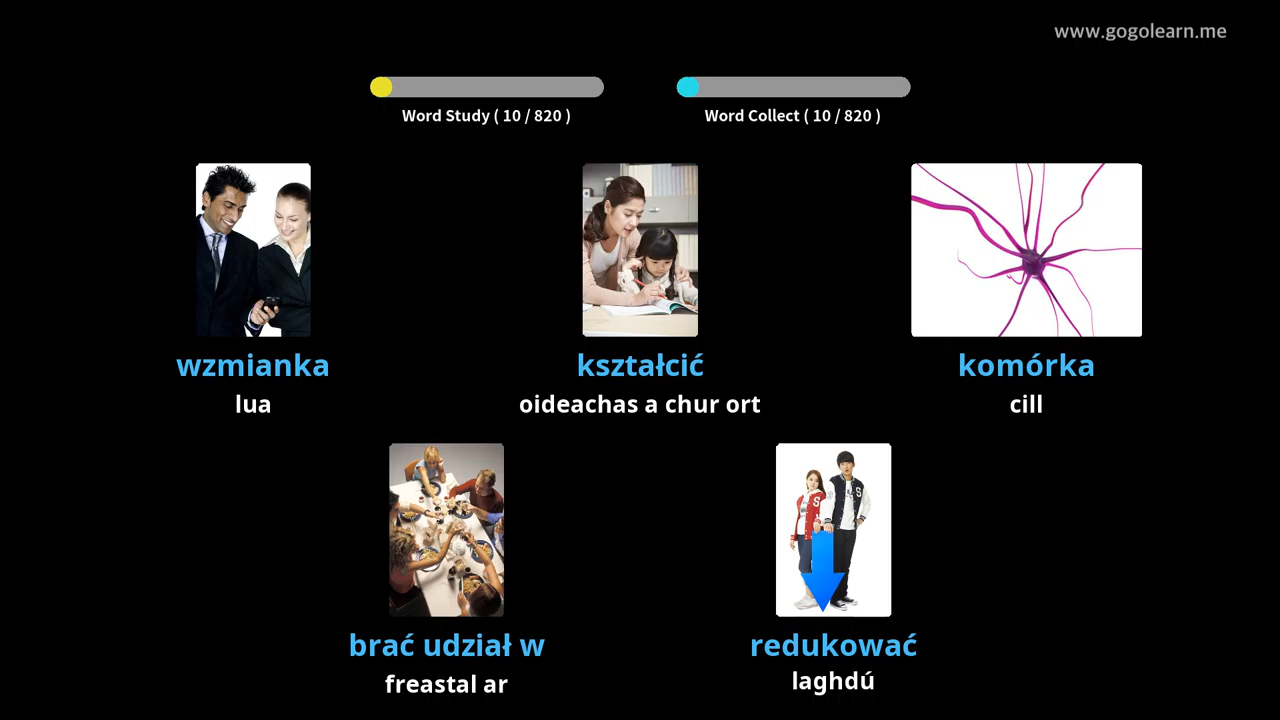 www.gogolearn.me
Word Study ( 10 / 820 )
Word Collect ( 10 / 820 )
wzmianka
lua
kształcić
oideachas a chur ort
komórka
cill
brać udział w
freastal ar
redukować
laghdú